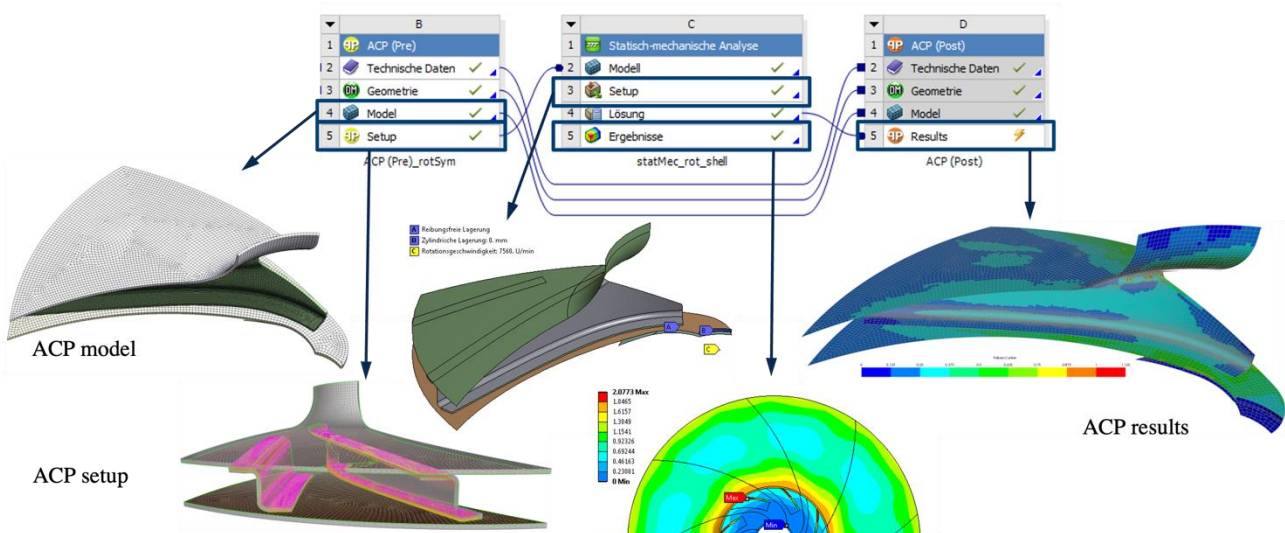 B
1 ACP (Pre)
2 Technische Daten
3 Geometrie
4 Model
5 Setup
ACP (Pre)_rotSym
C
1 Statisch-mechanische Analyse
2 Modell
3 Setup
4 Lösung
5 Ergebnisse
statMec_rot_shell
D
1 ACP (Post)
2 Technische Daten
3 Geometrie
4 Model
5 Results
ACP (Post)
A Reibungsfreie Lagerung
B Zylindrische Lagerung: 0. mm
C Rotationsgeschwindigkeit: 7560. U/min
A
B
C
ACP model
ACP setup
2.0773 Max
1.8465
1.6157
1.3849
1.1541
0.92326
0.69244
0.46163
0.23081
0 Min
Max
Min
ACP results